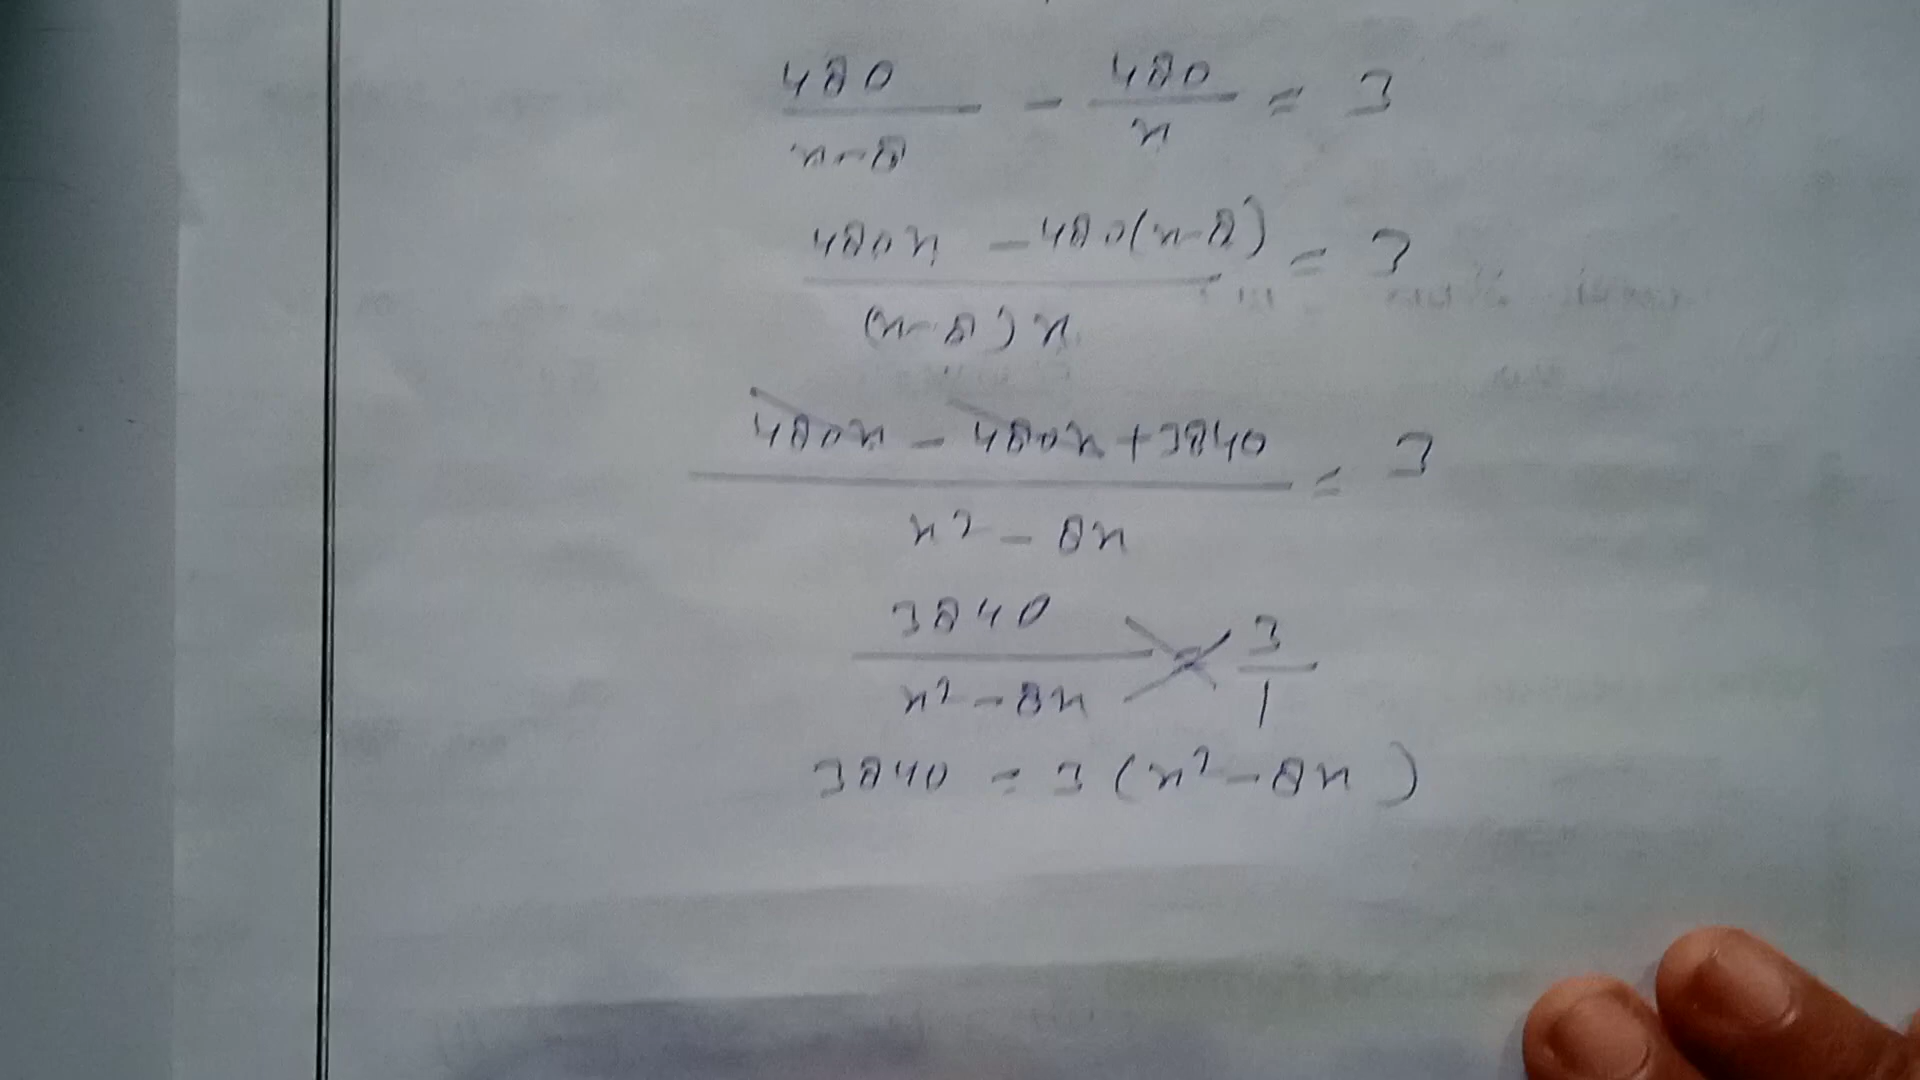 480/x-8 - 480/x = 3
480x - 480(x-8)/(x-8)x = 3
480x - 480x + 3840/x² - 8x = 3
3840/x² - 8x = 3/1
3840 = 3(x² - 8x)